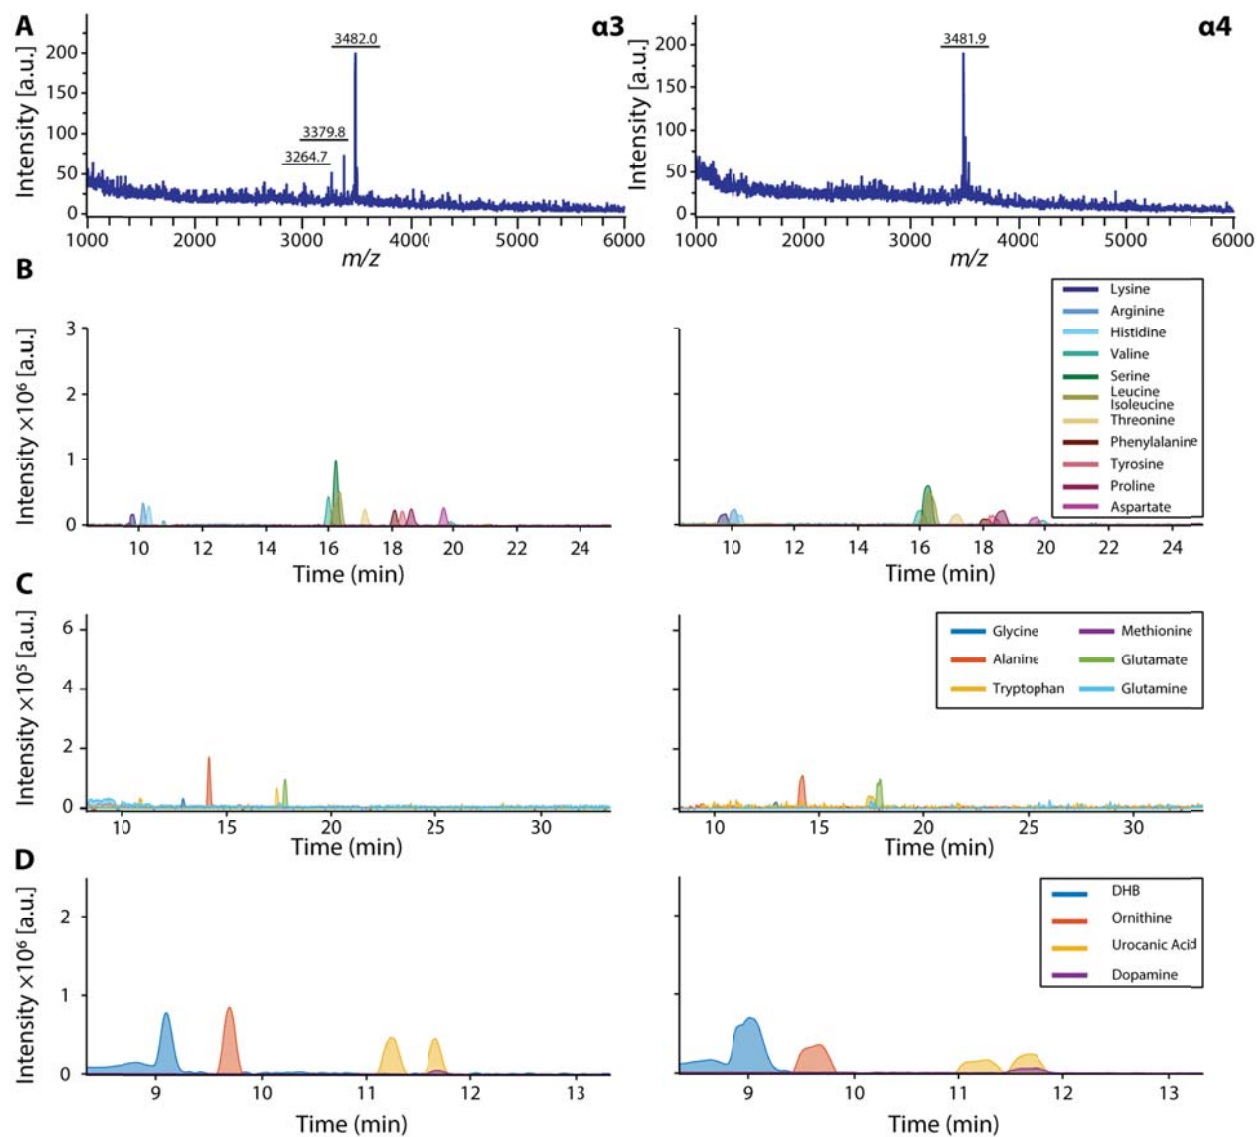 A
α3
α4
3482.0
3379.8
3264.7
3481.9
Intensity [a.u.]
200
150
100
50
0
1000 2000 3000 4000 5000 6000
m/z
Intensity [a.u.]
200
150
100
50
0
1000 2000 3000 4000 5000 6000
m/z
B
Intensity ×10⁶ [a.u.]
3
2
1
0
10 12 14 16 18 20 22 24
Time (min)
10 12 14 16 18 20 22 24
Time (min)
Lysine
Arginine
Histidine
Valine
Serine
Leucine
Isoleucine
Threonine
Phenylalanine
Tyrosine
Proline
Aspartate
C
Intensity ×10⁵ [a.u.]
6
4
2
0
10 15 20 25 30
Time (min)
10 15 20 25 30
Time (min)
Glycine Methionine
Alanine Glutamate
Tryptophan Glutamine
D
Intensity ×10⁶ [a.u.]
2
1
0
9 10 11 12 13
Time (min)
9 10 11 12 13
Time (min)
DHB
Ornithine
Urocanic Acid
Dopamine